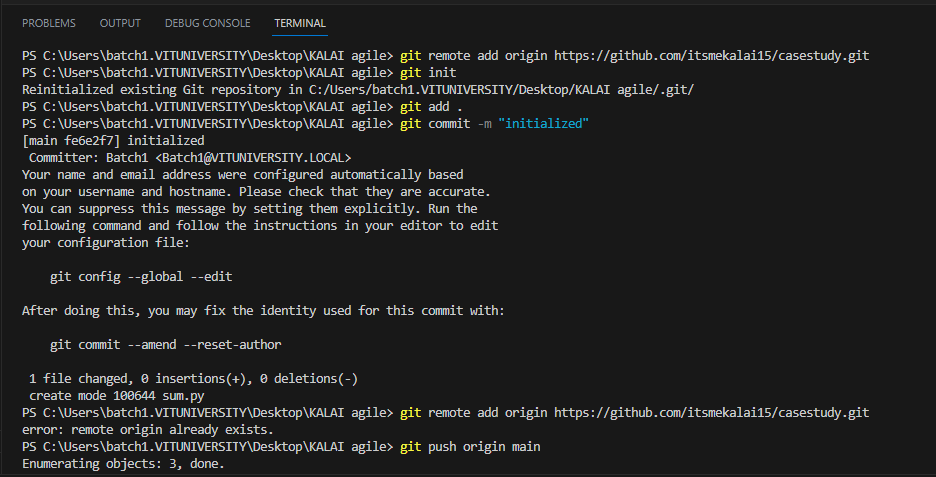 PROBLEMS OUTPUT DEBUG CONSOLE TERMINAL
PS C:\Users\batch1.VITUNIVERSITY\Desktop\KALAI agile> git remote add origin https://github.com/itsmekalai15/casestudy.git
PS C:\Users\batch1.VITUNIVERSITY\Desktop\KALAI agile> git init
Reinitialized existing Git repository in C:/Users/batch1.VITUNIVERSITY/Desktop/KALAI agile/.git/
PS C:\Users\batch1.VITUNIVERSITY\Desktop\KALAI agile> git add .
PS C:\Users\batch1.VITUNIVERSITY\Desktop\KALAI agile> git commit -m "initialized"
[main fe6e2f7] initialized
 Committer: Batch1 <Batch1@VITUNIVERSITY.LOCAL>
Your name and email address were configured automatically based
on your username and hostname. Please check that they are accurate.
You can suppress this message by setting them explicitly. Run the
following command and follow the instructions in your editor to edit
your configuration file:
    git config --global --edit
After doing this, you may fix the identity used for this commit with:
    git commit --amend --reset-author
 1 file changed, 0 insertions(+), 0 deletions(-)
 create mode 100644 sum.py
PS C:\Users\batch1.VITUNIVERSITY\Desktop\KALAI agile> git remote add origin https://github.com/itsmekalai15/casestudy.git
error: remote origin already exists.
PS C:\Users\batch1.VITUNIVERSITY\Desktop\KALAI agile> git push origin main
Enumerating objects: 3, done.